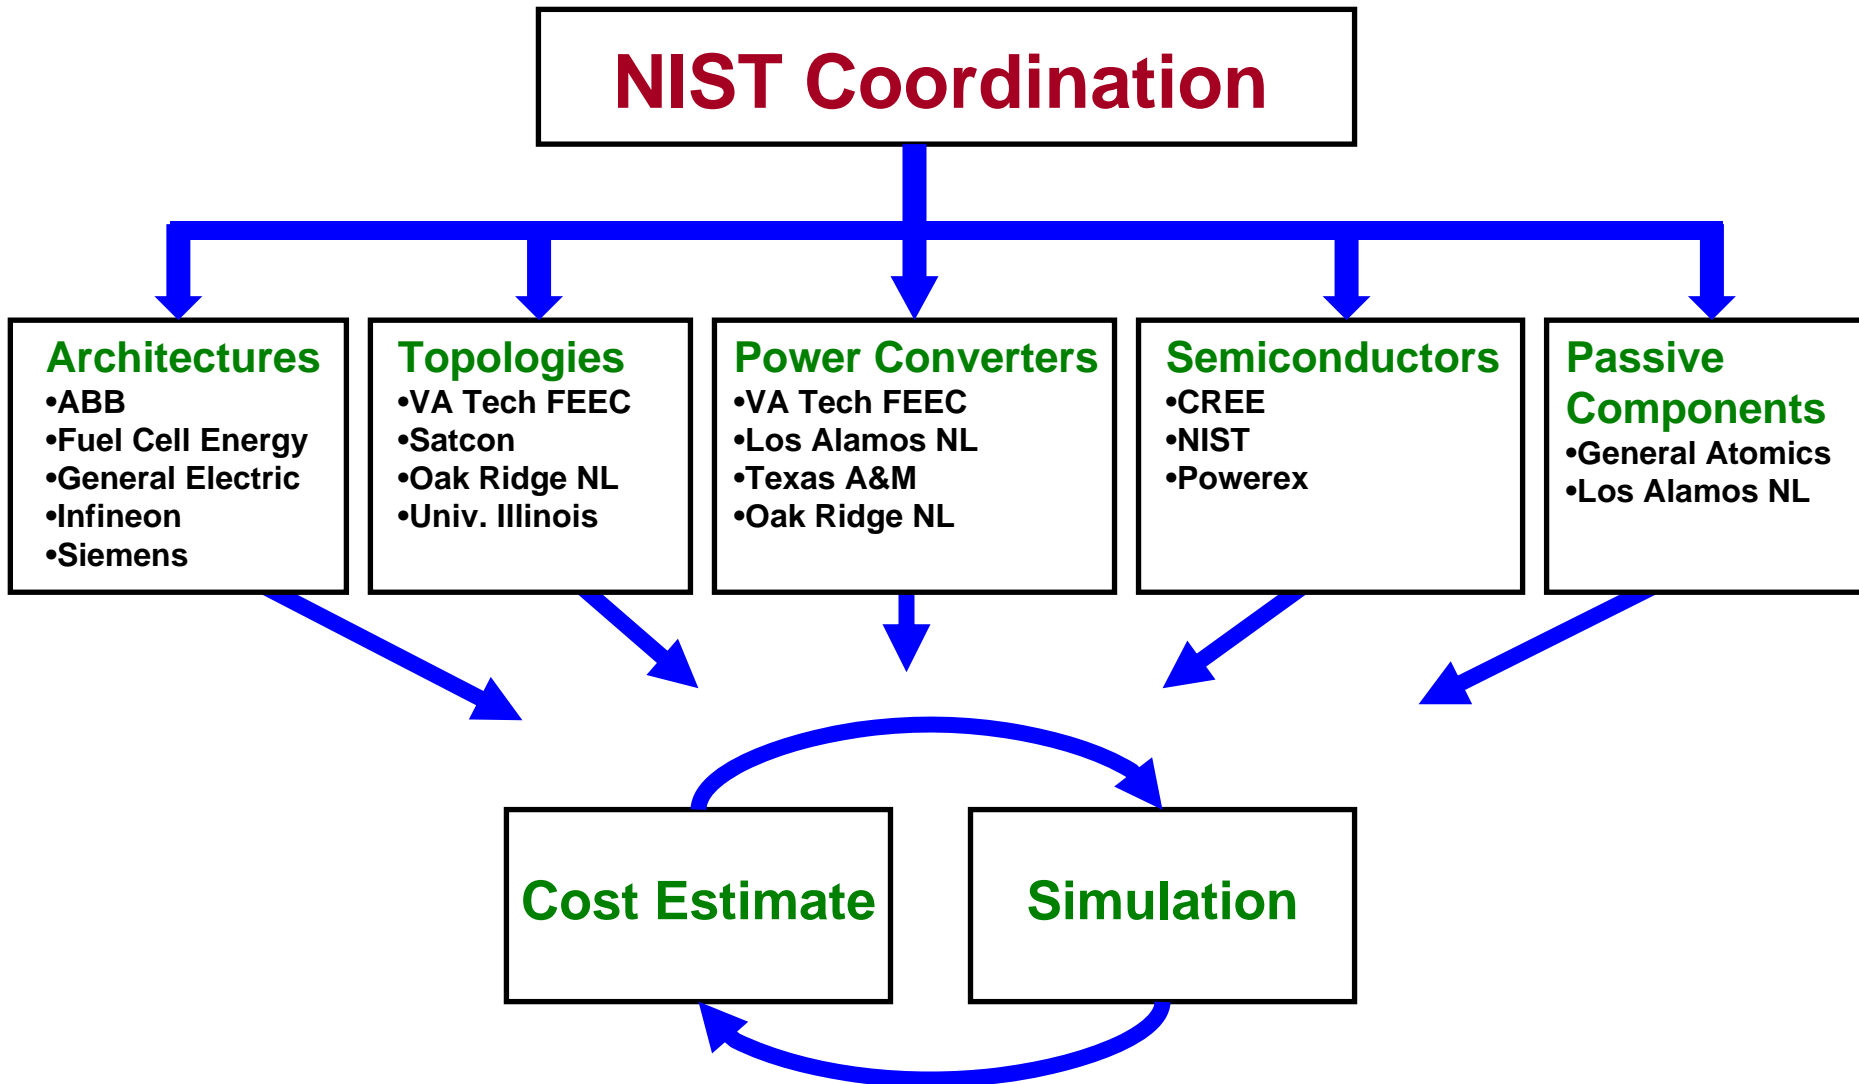 NIST Coordination
Architectures
•ABB
•Fuel Cell Energy
•General Electric
•Infineon
•Siemens
Topologies
•VA Tech FEEC
•Satcon
•Oak Ridge NL
•Univ. Illinois
Power Converters
•VA Tech FEEC
•Los Alamos NL
•Texas A&M
•Oak Ridge NL
Semiconductors
•CREE
•NIST
•Powerex
Passive
Components
•General Atomics
•Los Alamos NL
Cost Estimate
Simulation